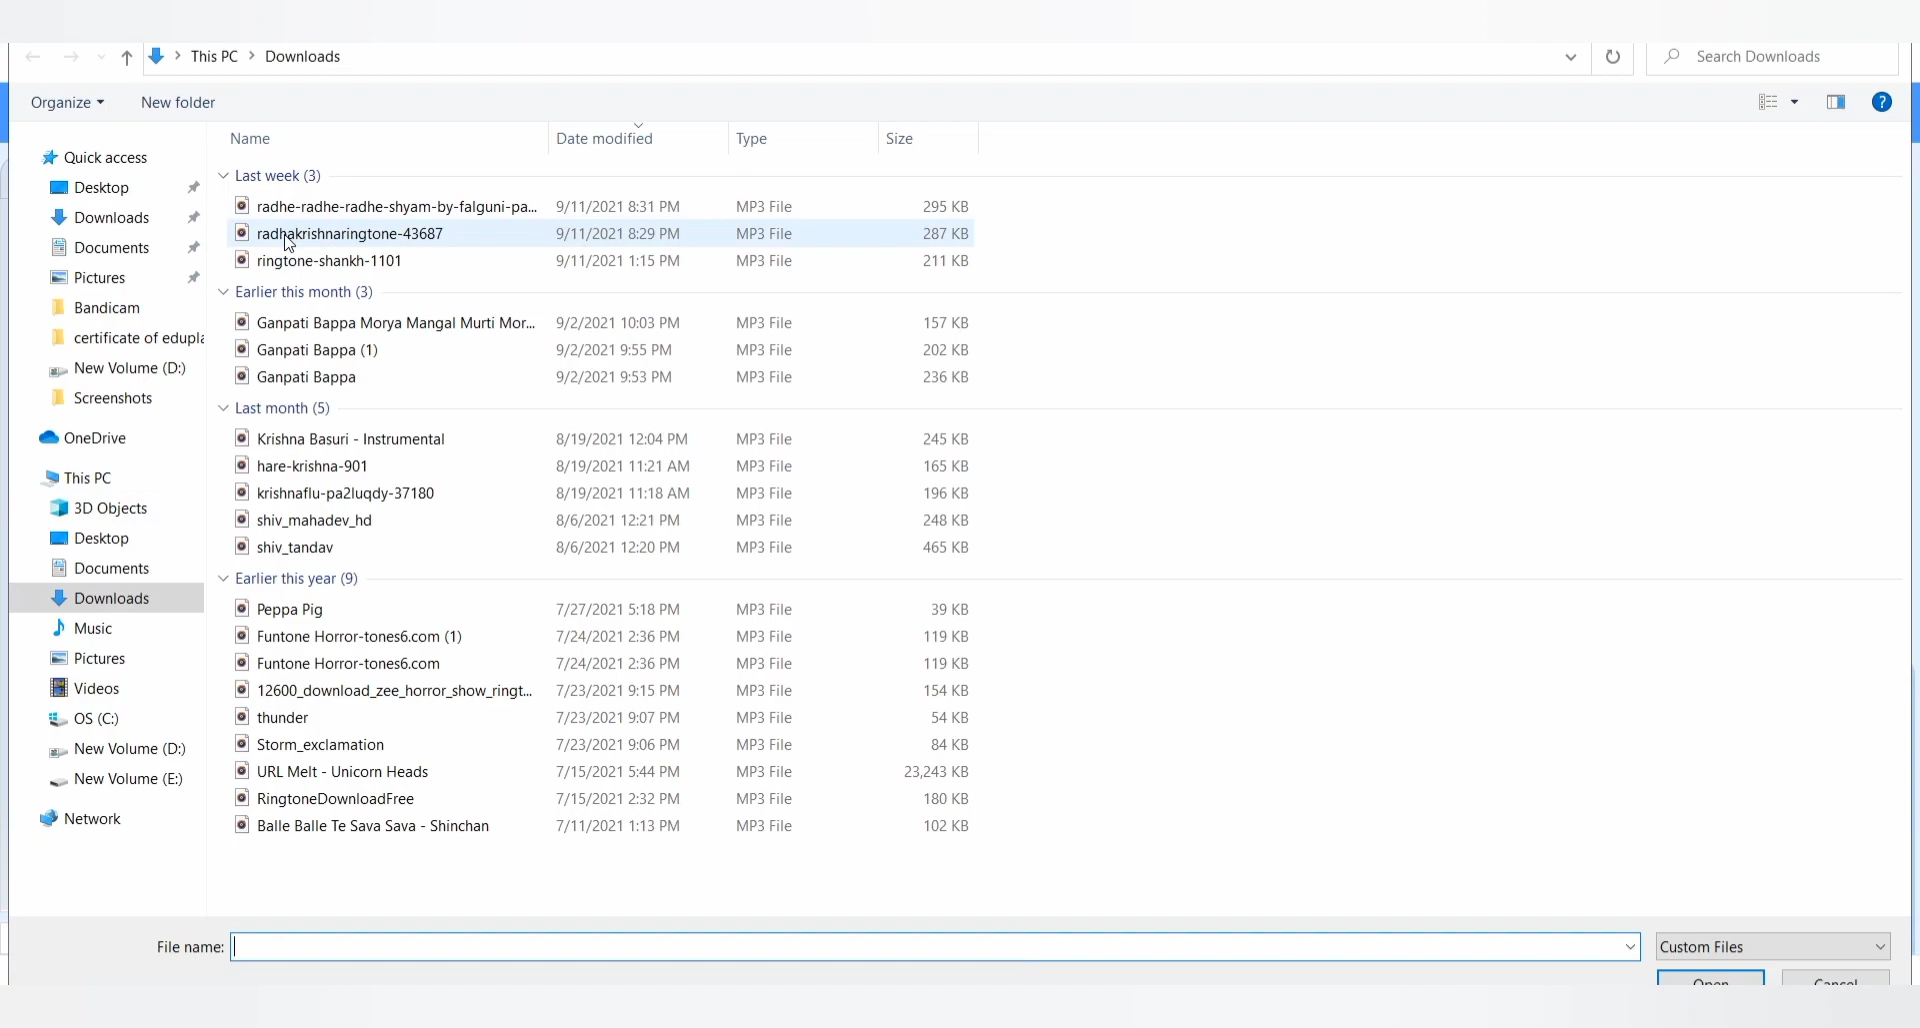 This PC > Downloads
Search Downloads
Organize
New folder
?
Name
Date modified
Type
Size
Quick access
Desktop
Downloads
Documents
Pictures
Bandicam
certificate of edupla
New Volume (D:)
Screenshots
OneDrive
This PC
3D Objects
Desktop
Documents
Downloads
Music
Pictures
Videos
OS (C:)
New Volume (D:)
New Volume (E:)
Network
Last week (3)
radhe-radhe-radhe-shyam-by-falguni-pa... 9/11/2021 8:31 PM MP3 File 295 KB
radhakrishnaringtone-43687 9/11/2021 8:29 PM MP3 File 287 KB
ringtone-shankh-1101 9/11/2021 1:15 PM MP3 File 211 KB
Earlier this month (3)
Ganpati Bappa Morya Mangal Murti Mor... 9/2/2021 10:03 PM MP3 File 157 KB
Ganpati Bappa (1) 9/2/2021 9:55 PM MP3 File 202 KB
Ganpati Bappa 9/2/2021 9:53 PM MP3 File 236 KB
Last month (5)
Krishna Basuri - Instrumental 8/19/2021 12:04 PM MP3 File 245 KB
hare-krishna-901 8/19/2021 11:21 AM MP3 File 165 KB
krishnaflu-pa2luqdy-37180 8/19/2021 11:18 AM MP3 File 196 KB
shiv_mahadev_hd 8/6/2021 12:21 PM MP3 File 248 KB
shiv_tandav 8/6/2021 12:20 PM MP3 File 465 KB
Earlier this year (9)
Peppa Pig 7/27/2021 5:18 PM MP3 File 39 KB
Funtone Horror-tones6.com (1) 7/24/2021 2:36 PM MP3 File 119 KB
Funtone Horror-tones6.com 7/24/2021 2:36 PM MP3 File 119 KB
12600_download_zee_horror_show_ringt... 7/23/2021 9:15 PM MP3 File 154 KB
thunder 7/23/2021 9:07 PM MP3 File 54 KB
Storm_exclamation 7/23/2021 9:06 PM MP3 File 84 KB
URL Melt - Unicorn Heads 7/15/2021 5:44 PM MP3 File 23,243 KB
RingtoneDownloadFree 7/15/2021 2:32 PM MP3 File 180 KB
Balle Balle Te Sava Sava - Shinchan 7/11/2021 1:13 PM MP3 File 102 KB
File name:
Custom Files
Open
Cancel